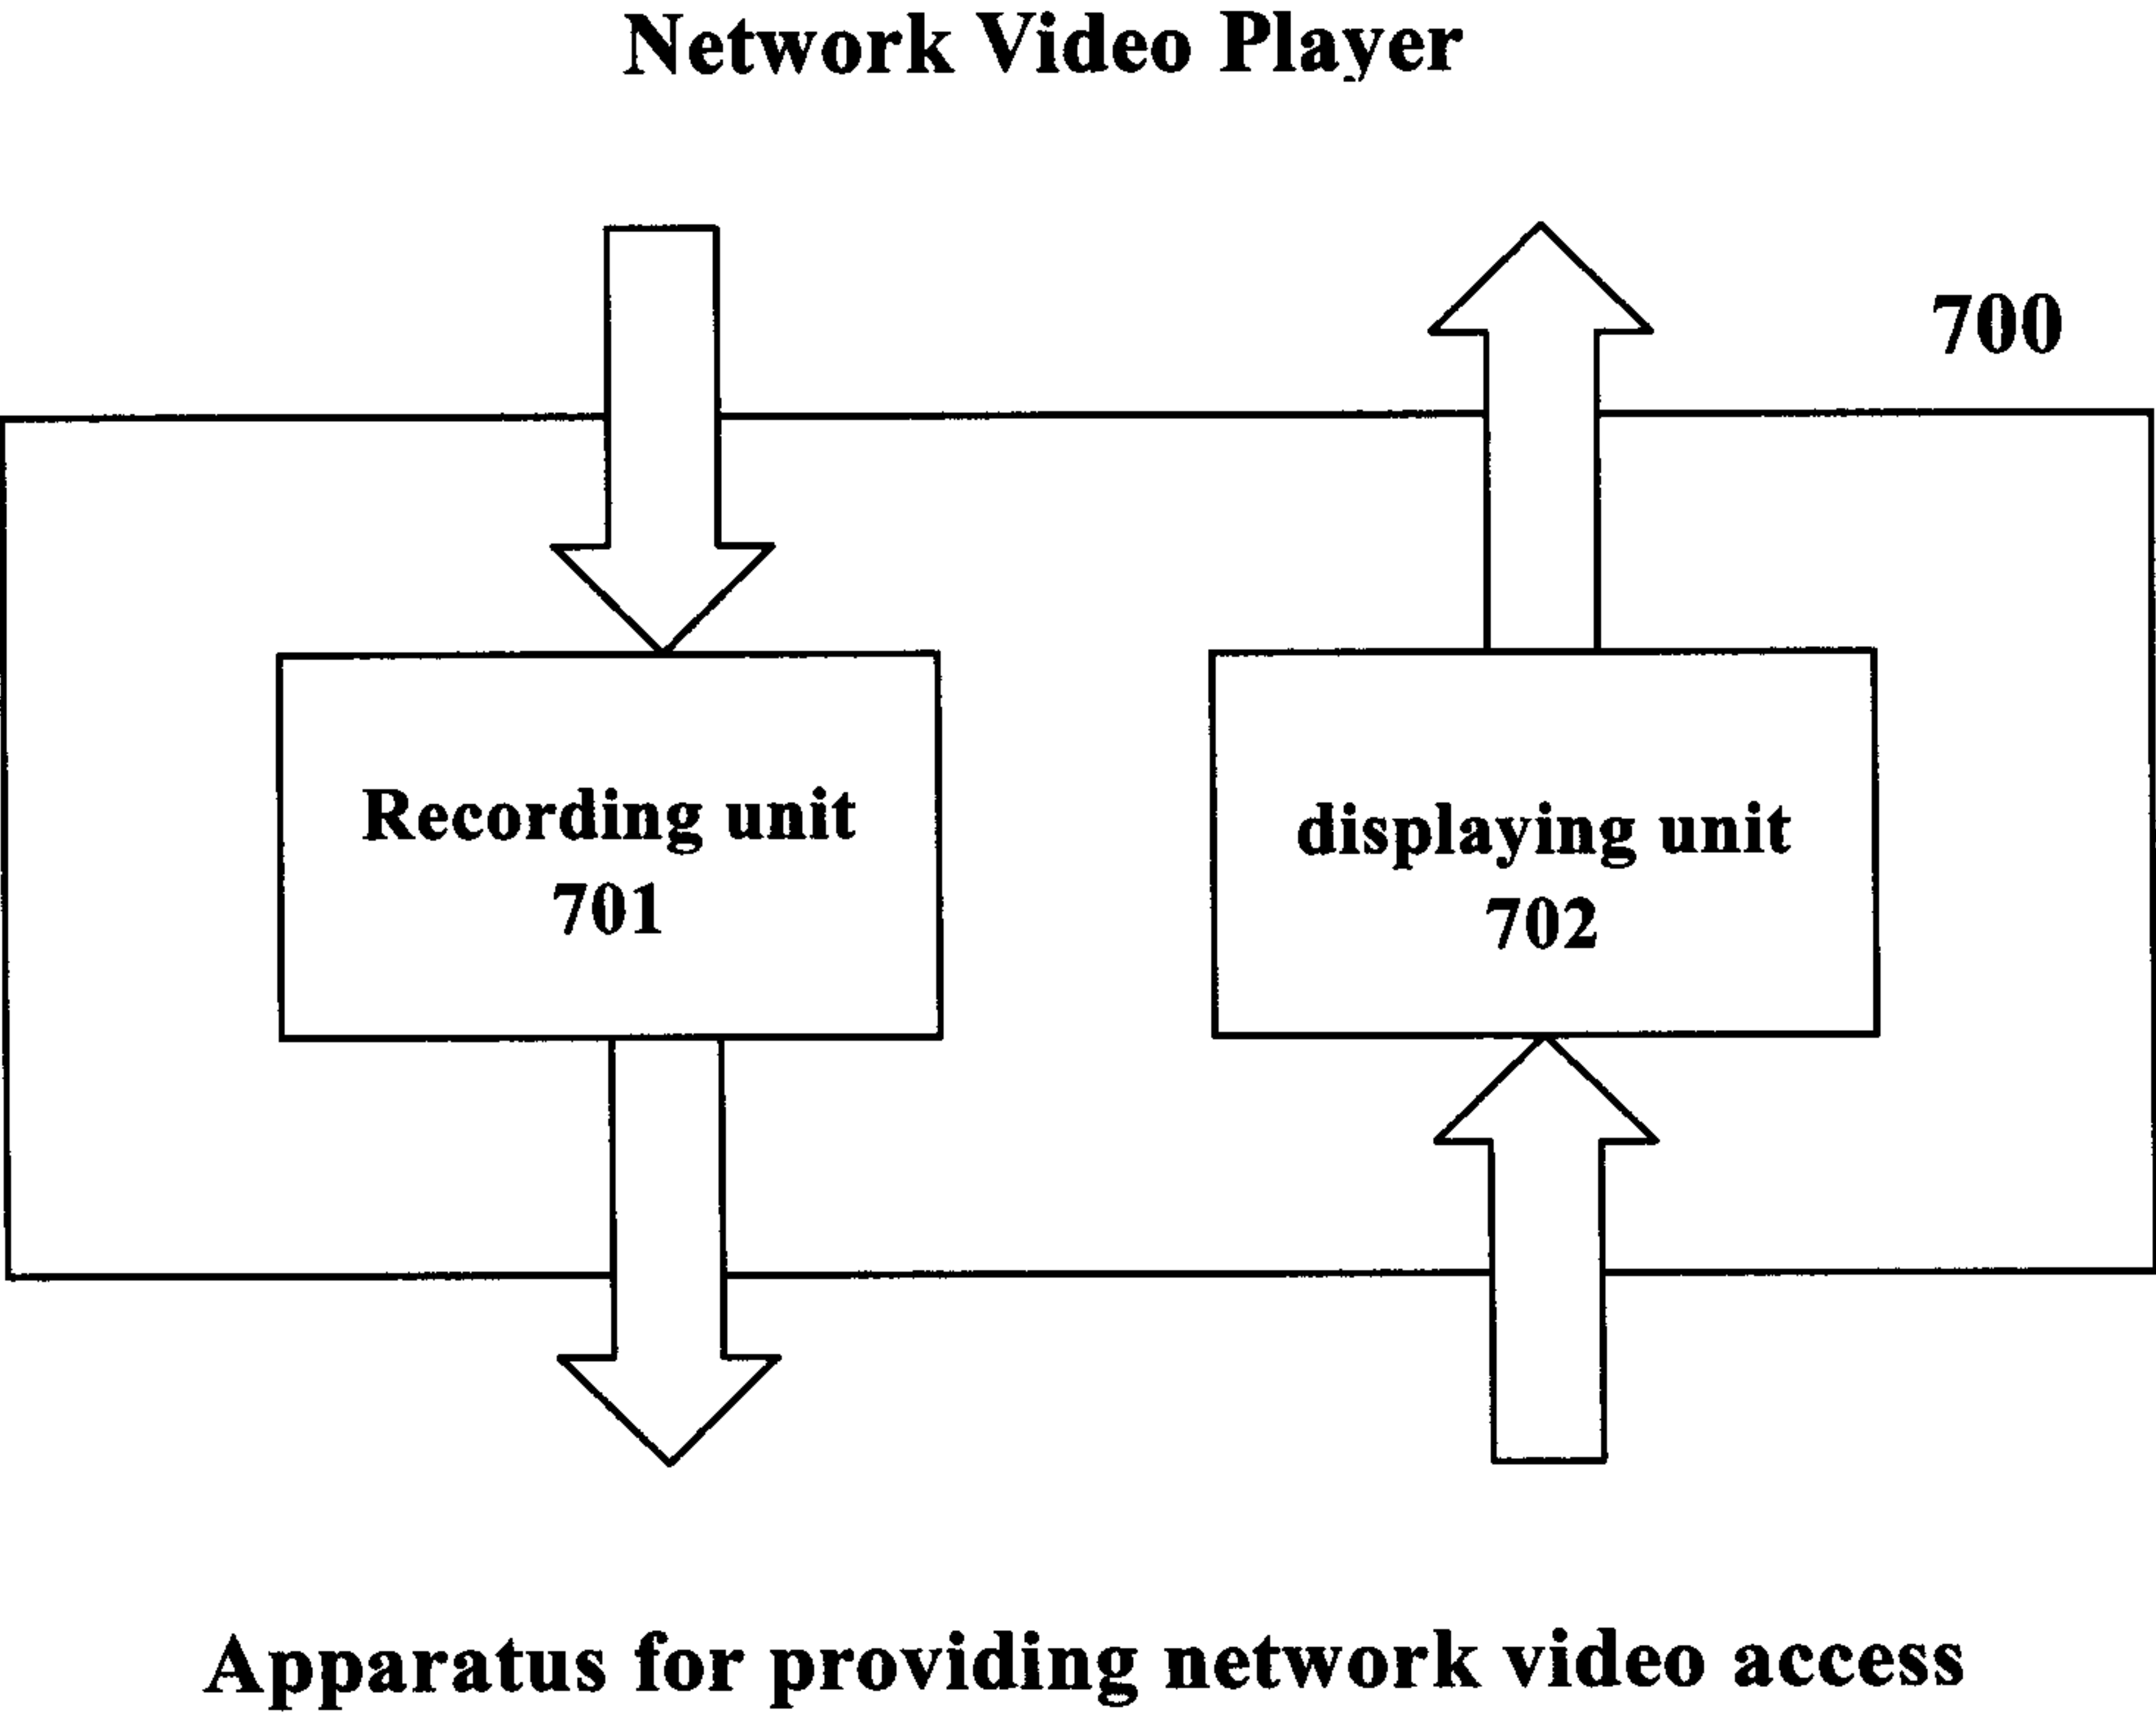 Network Video Player
700
Recording unit
701
displaying unit
702
Apparatus for providing network video access